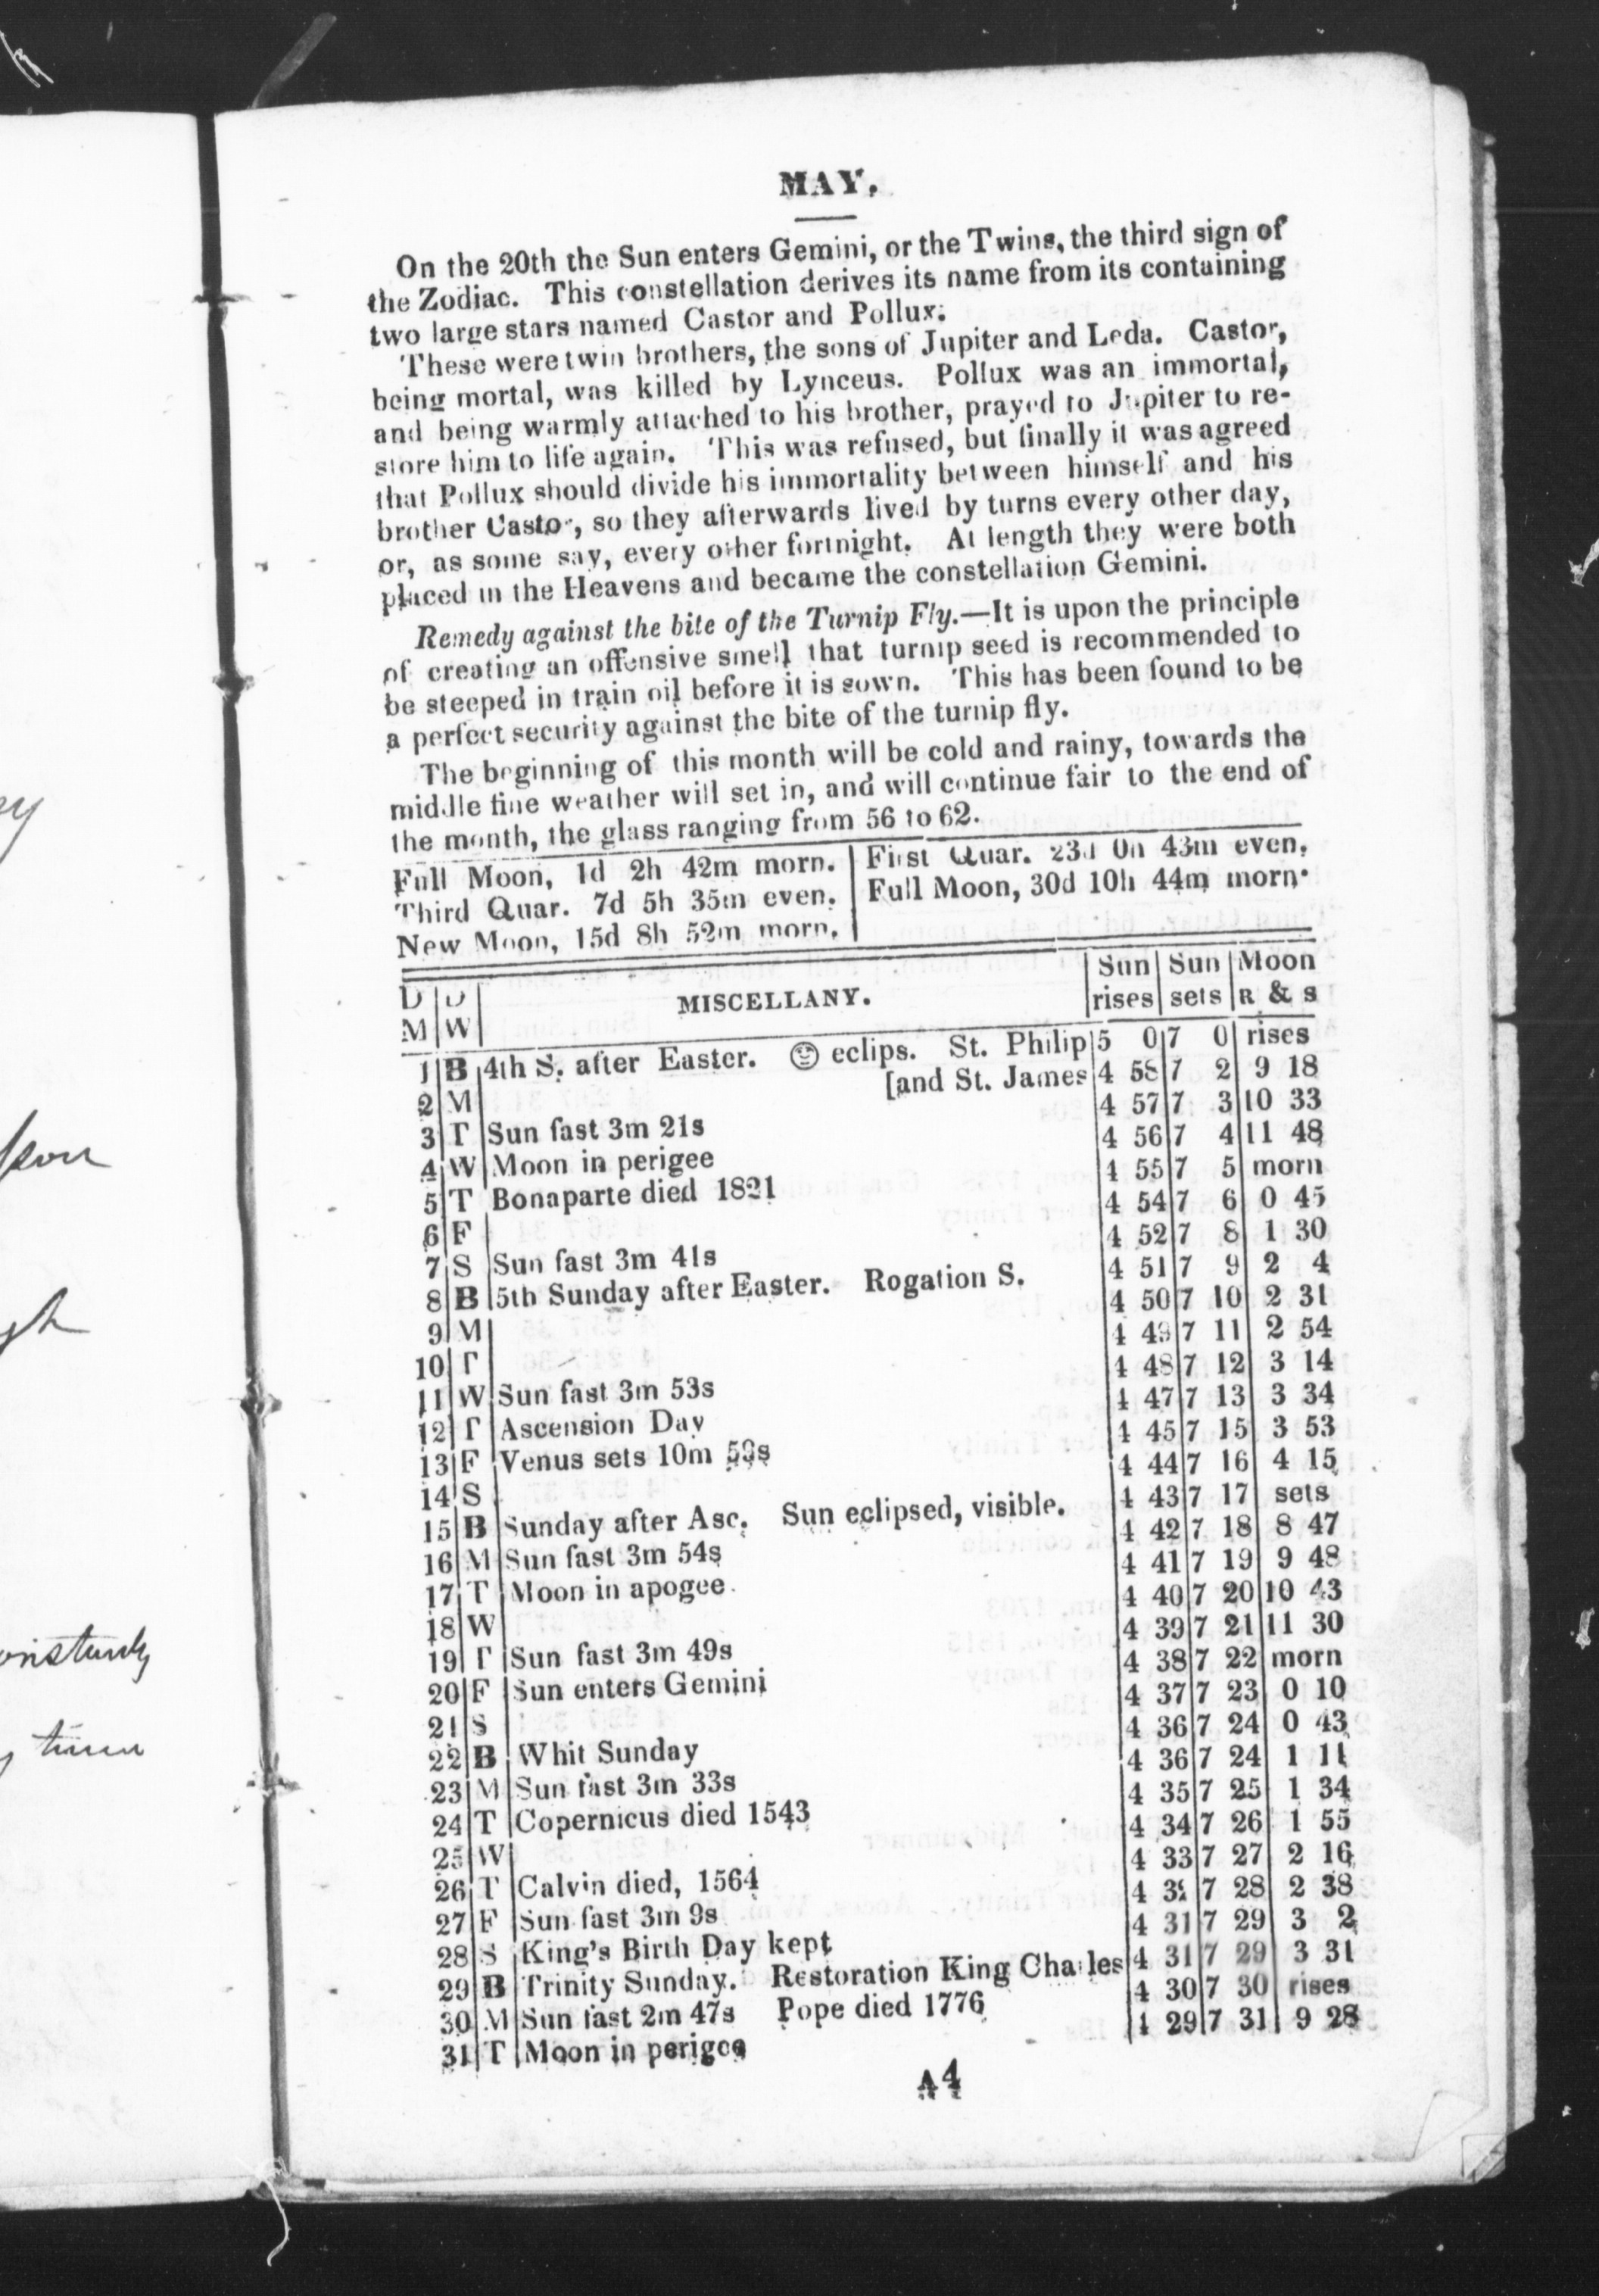 MAY.
On the 20th the Sun enters Gemini, or the Twins, the third sign of
the Zodiac. This constellation derives its name from its containing
two large stars named Castor and Pollux.
These were twin brothers, the sons of Jupiter and Leda. Castor,
being mortal, was killed by Lynceus. Pollux was an immortal,
and being warmly attached to his brother, prayed to Jupiter to re-
store him to life again. This was refused, but finally it was agreed
that Pollux should divide his immortality between himself and his
brother Castor, so they afterwards lived by turns every other day,
or, as some say, every other fortnight. At length they were both
placed in the Heavens and became the constellation Gemini.
Remedy against the bite of the Turnip Fly.—It is upon the principle
of creating an offensive smell that turnip seed is recommended to
be steeped in train oil before it is sown. This has been found to be
a perfect security against the bite of the turnip fly.
The beginning of this month will be cold and rainy, towards the
middle fine weather will set in, and will continue fair to the end of
the month, the glass ranging from 56 to 62.
Full Moon, 1d 2h 42m morn. First Quar. 23d 0h 43m even.
Third Quar. 7d 5h 35m even. Full Moon, 30d 10h 44m morn.
New Moon, 15d 8h 52m morn.
D D MISCELLANY. Sun Sun Moon
M W rises sets R & S
1 B 4th S. after Easter. eclips. St. Philip 5 0 7 0 rises
2 M [and St. James 4 58 7 2 9 18
3 T Sun fast 3m 21s 4 57 7 3 10 33
4 W Moon in perigee 4 56 7 4 11 48
5 T Bonaparte died 1821 4 55 7 5 morn
6 F 4 54 7 6 0 45
7 S Sun fast 3m 41s 4 52 7 8 1 30
8 B 5th Sunday after Easter. Rogation S. 4 51 7 9 2 4
9 M 4 50 7 10 2 31
10 T 4 49 7 11 2 54
11 W Sun fast 3m 53s 4 48 7 12 3 14
12 T Ascension Day 4 47 7 13 3 34
13 F Venus sets 10m 59s 4 45 7 15 3 53
14 S 4 44 7 16 4 15
15 B Sunday after Asc. Sun eclipsed, visible. 4 43 7 17 sets
16 M Sun fast 3m 54s 4 42 7 18 8 47
17 T Moon in apogee 4 41 7 19 9 48
18 W 4 40 7 20 10 43
19 T Sun fast 3m 49s 4 39 7 21 11 30
20 F Sun enters Gemini 4 38 7 22 morn
21 S 4 37 7 23 0 10
22 B Whit Sunday 4 36 7 24 0 43
23 M Sun fast 3m 33s 4 36 7 24 1 11
24 T Copernicus died 1543 4 35 7 25 1 34
25 W 4 34 7 26 1 55
26 T Calvin died, 1564 4 33 7 27 2 16
27 F Sun fast 3m 9s 4 32 7 28 2 38
28 S King's Birth Day kept 4 31 7 29 3 2
29 B Trinity Sunday. Restoration King Charles 4 31 7 29 3 31
30 M Sun fast 2m 47s Pope died 1776 4 30 7 30 rises
31 T Moon in perigee 4 29 7 31 9 28
A4